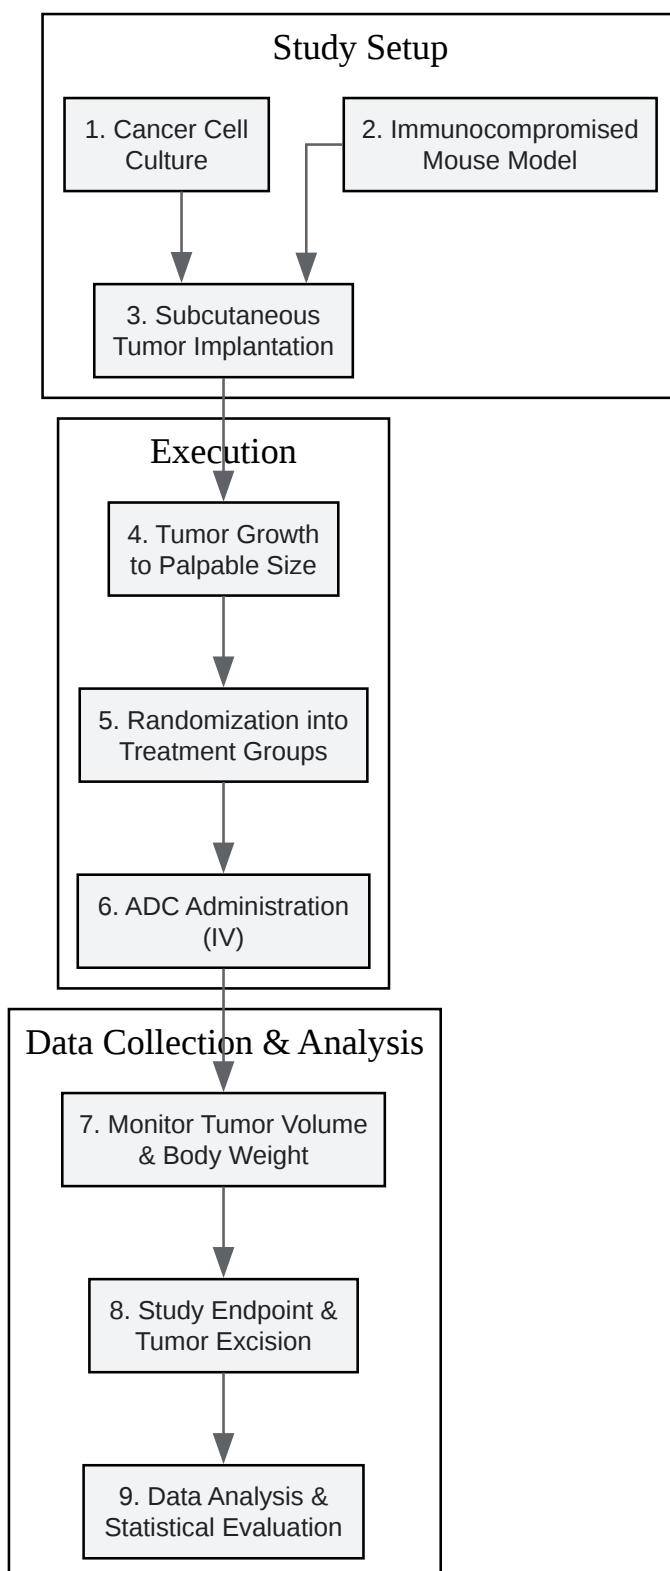 Study Setup
1. Cancer Cell
Culture
2. Immunocompromised
Mouse Model
3. Subcutaneous
Tumor Implantation
Execution
4. Tumor Growth
to Palpable Size
5. Randomization into
Treatment Groups
6. ADC Administration
(IV)
Data Collection & Analysis
7. Monitor Tumor Volume
& Body Weight
8. Study Endpoint &
Tumor Excision
9. Data Analysis &
Statistical Evaluation